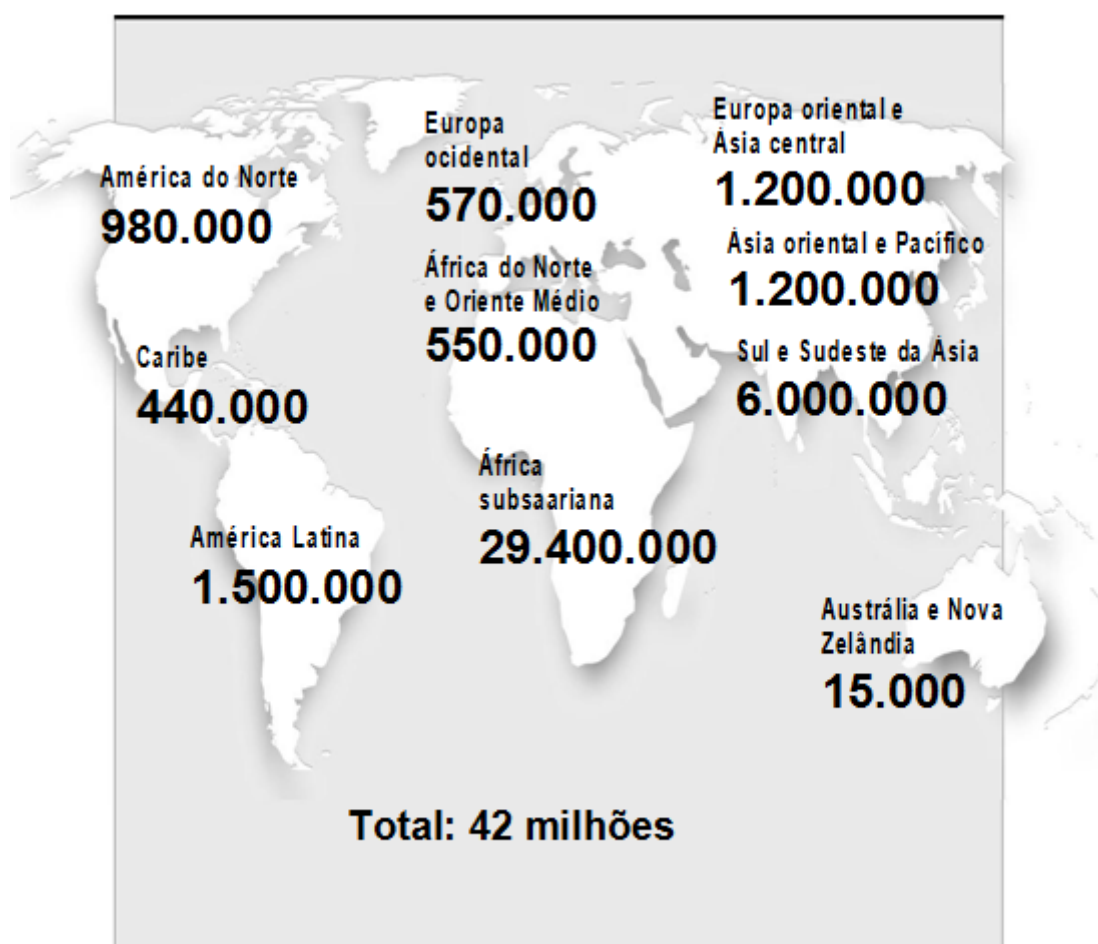 América do Norte
980.000
Caribe
440.000
América Latina
1.500.000
Europa
ocidental
570.000
África do Norte
e Oriente Médio
550.000
África
subsaariana
29.400.000
Europa oriental e
Ásia central
1.200.000
Ásia oriental e Pacífico
1.200.000
Sul e Sudeste da Ásia
6.000.000
Austrália e Nova
Zelândia
15.000
Total: 42 milhões